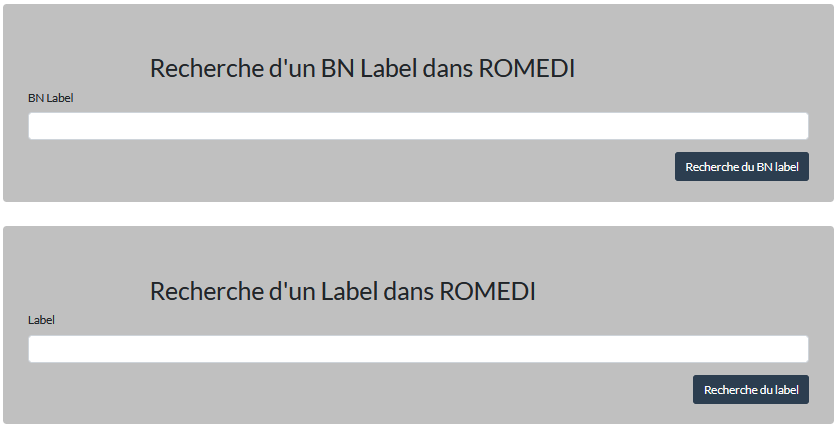 Recherche d'un BN Label dans ROMEDI
BN Label
Recherche du BN label
Recherche d'un Label dans ROMEDI
Label
Recherche du label